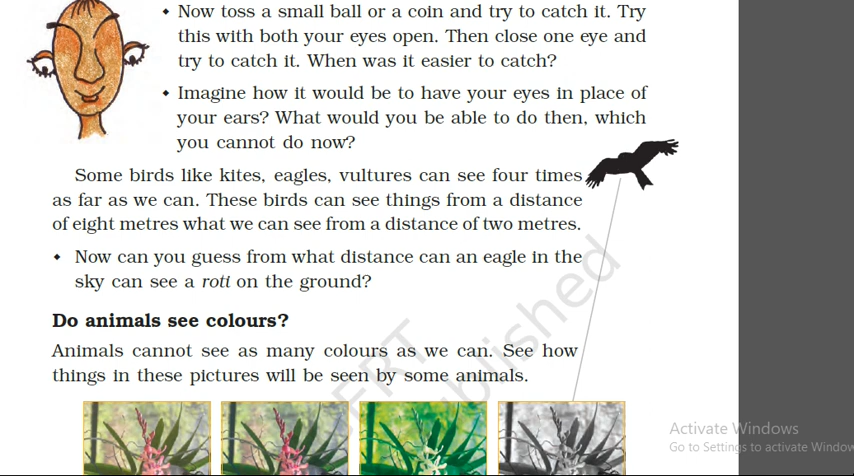 ⬥ Now toss a small ball or a coin and try to catch it. Try
this with both your eyes open. Then close one eye and
try to catch it. When was it easier to catch?
⬥ Imagine how it would be to have your eyes in place of
your ears? What would you be able to do then, which
you cannot do now?
Some birds like kites, eagles, vultures can see four times
as far as we can. These birds can see things from a distance
of eight metres what we can see from a distance of two metres.
⬥ Now can you guess from what distance can an eagle in the
sky can see a roti on the ground?
Do animals see colours?
Animals cannot see as many colours as we can. See how
things in these pictures will be seen by some animals.
Activate Windows
Go to Settings to activate Window